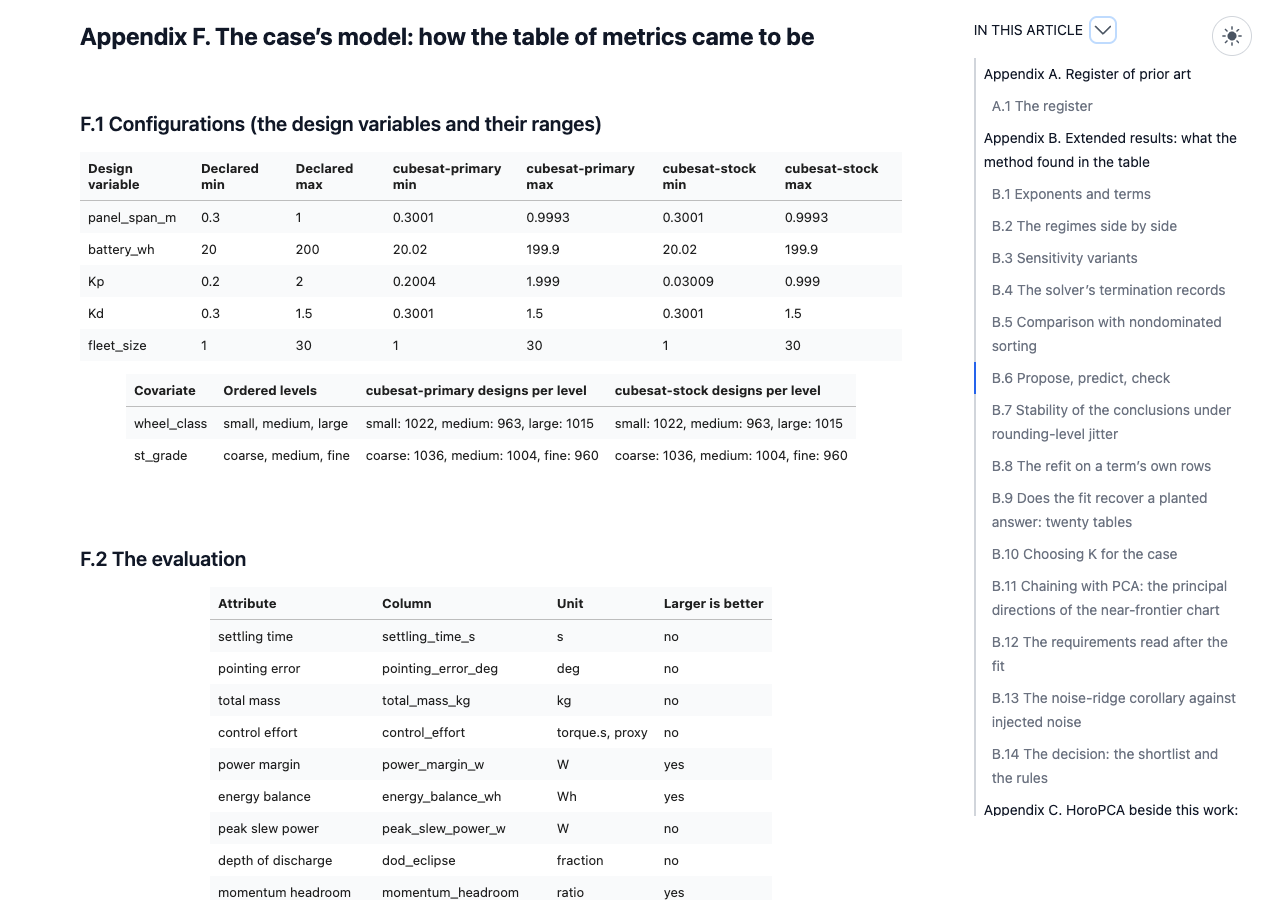 Appendix F. The case’s model: how the table of metrics came to be
F.1 Configurations (the design variables and their ranges)
Design variable Declared min Declared max cubesat-primary min cubesat-primary max cubesat-stock min cubesat-stock max
panel_span_m 0.3 1 0.3001 0.9993 0.3001 0.9993
battery_wh 20 200 20.02 199.9 20.02 199.9
Kp 0.2 2 0.2004 1.999 0.03009 0.999
Kd 0.3 1.5 0.3001 1.5 0.3001 1.5
fleet_size 1 30 1 30 1 30
Covariate Ordered levels cubesat-primary designs per level cubesat-stock designs per level
wheel_class small, medium, large small: 1022, medium: 963, large: 1015 small: 1022, medium: 963, large: 1015
st_grade coarse, medium, fine coarse: 1036, medium: 1004, fine: 960 coarse: 1036, medium: 1004, fine: 960
F.2 The evaluation
Attribute Column Unit Larger is better
settling time settling_time_s s no
pointing error pointing_error_deg deg no
total mass total_mass_kg kg no
control effort control_effort torque.s, proxy no
power margin power_margin_w W yes
energy balance energy_balance_wh Wh yes
peak slew power peak_slew_power_w W no
depth of discharge dod_eclipse fraction no
momentum headroom momentum_headroom ratio yes
IN THIS ARTICLE
Appendix A. Register of prior art
A.1 The register
Appendix B. Extended results: what the
method found in the table
B.1 Exponents and terms
B.2 The regimes side by side
B.3 Sensitivity variants
B.4 The solver’s termination records
B.5 Comparison with nondominated
sorting
B.6 Propose, predict, check
B.7 Stability of the conclusions under
rounding-level jitter
B.8 The refit on a term’s own rows
B.9 Does the fit recover a planted
answer: twenty tables
B.10 Choosing K for the case
B.11 Chaining with PCA: the principal
directions of the near-frontier chart
B.12 The requirements read after the
fit
B.13 The noise-ridge corollary against
injected noise
B.14 The decision: the shortlist and
the rules
Appendix C. HoroPCA beside this work: